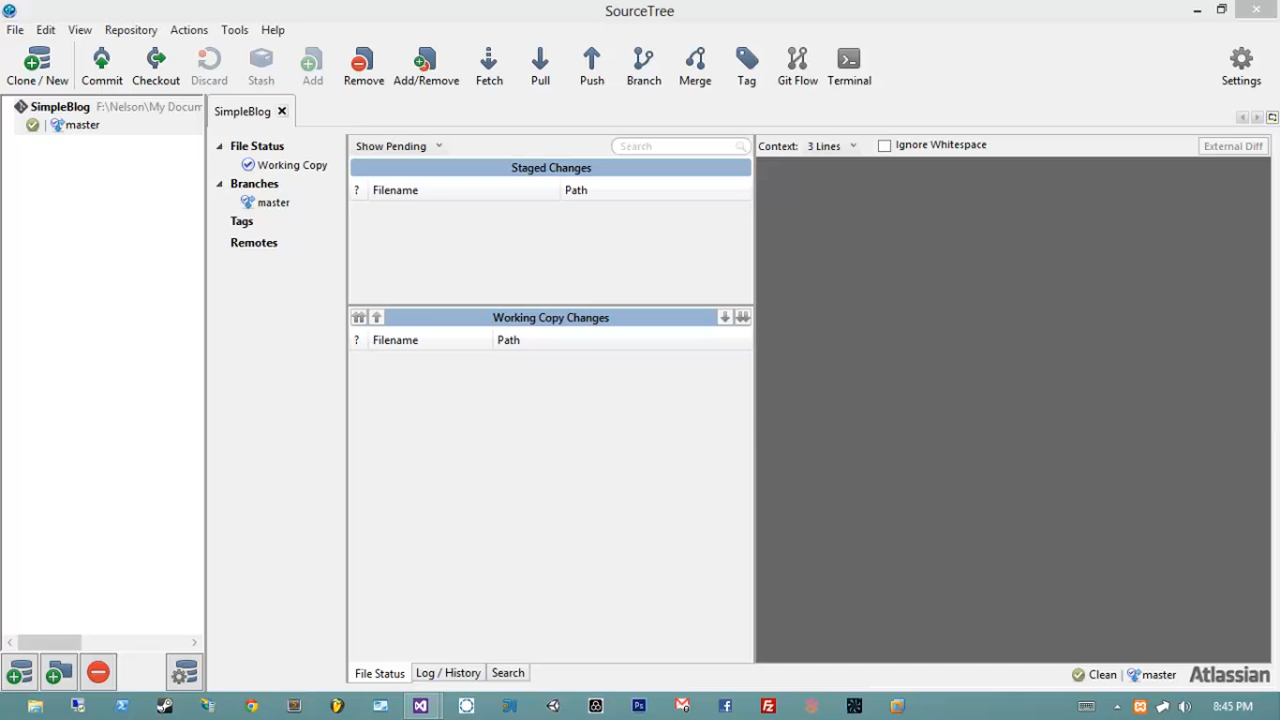 SourceTree
File Edit View Repository Actions Tools Help
Clone / New Commit Checkout Discard Stash Add Remove Add/Remove Fetch Pull Push Branch Merge Tag Git Flow Terminal Settings
SimpleBlog F:\Nelson\My Docum
master
SimpleBlog
File Status
Working Copy
Branches
master
Tags
Remotes
Show Pending Search
Staged Changes
? Filename Path
Working Copy Changes
? Filename Path
Context: 3 Lines Ignore Whitespace External Diff
File Status Log / History Search
Clean master Atlassian
8:45 PM